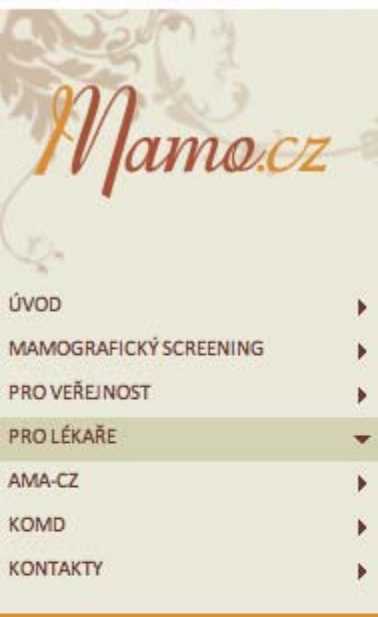 Mamo.cz
ÚVOD
MAMOGRAFICKÝ SCREENING
PRO VEŘEJNOST
PRO LÉKAŘE
AMA-CZ
KOMD
KONTAKTY